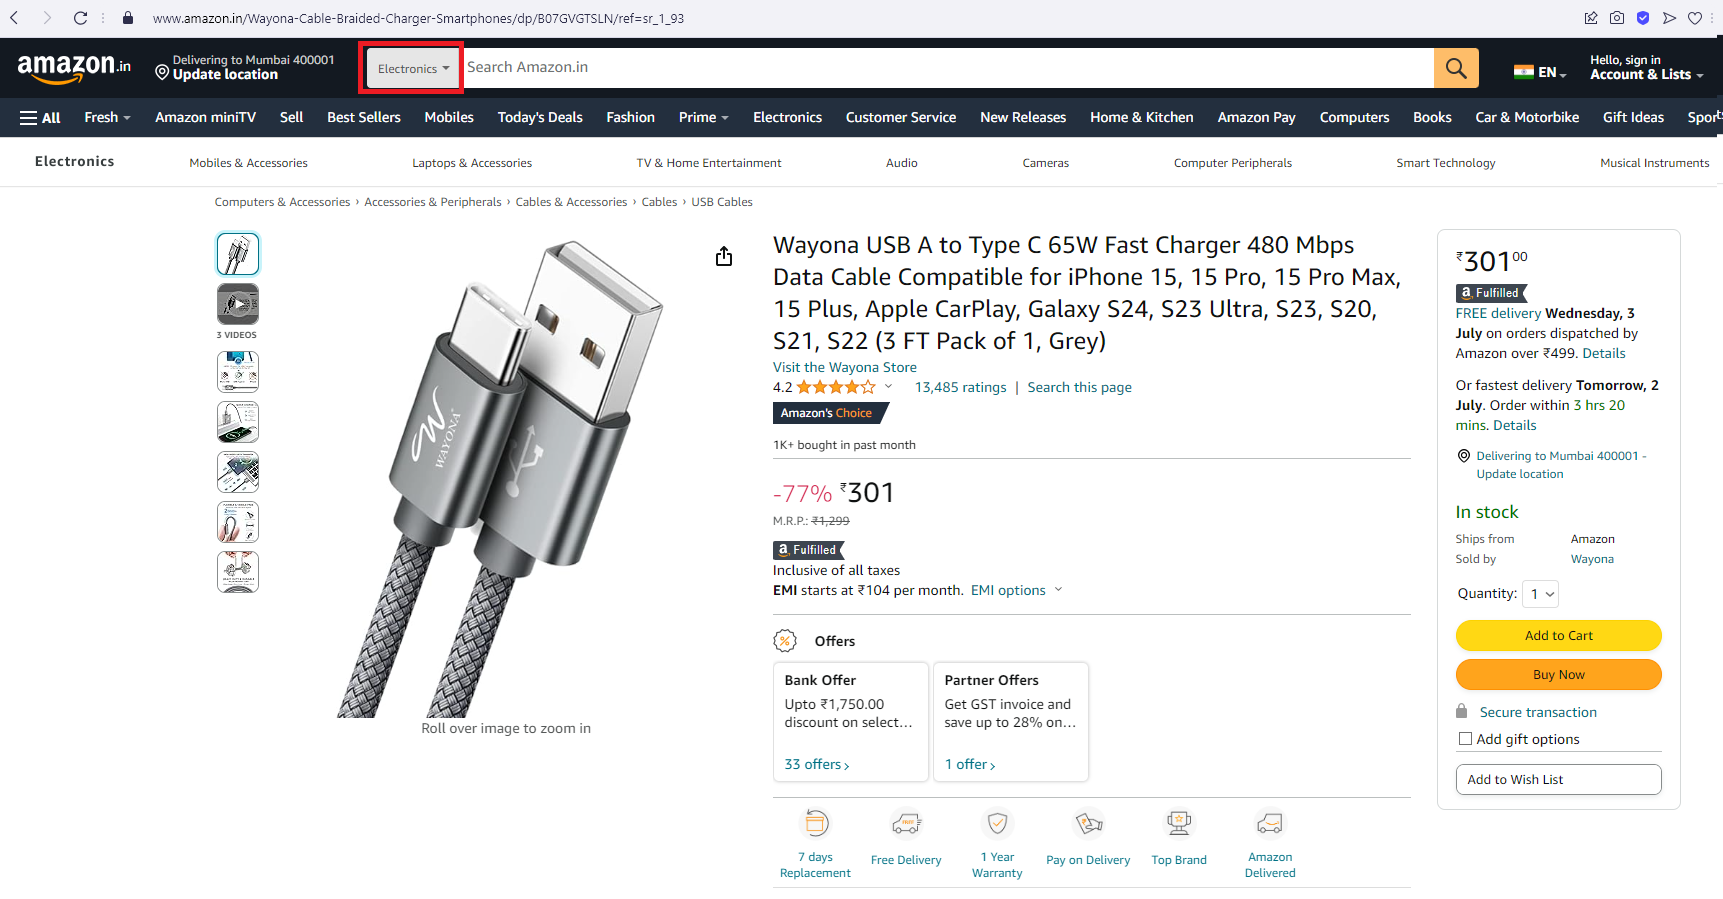 www.amazon.in/Wayona-Cable-Braided-Charger-Smartphones/dp/B07GVGTSLN/ref=sr_1_93
amazon.in
Delivering to Mumbai 400001
Update location
Electronics
Search Amazon.in
EN
Hello, sign in
Account & Lists
All
Fresh
Amazon miniTV
Sell
Best Sellers
Mobiles
Today's Deals
Fashion
Prime
Electronics
Customer Service
New Releases
Home & Kitchen
Amazon Pay
Computers
Books
Car & Motorbike
Gift Ideas
Electronics
Mobiles & Accessories
Laptops & Accessories
TV & Home Entertainment
Audio
Cameras
Computer Peripherals
Smart Technology
Musical Instruments
Computers & Accessories › Accessories & Peripherals › Cables & Accessories › Cables › USB Cables
3 VIDEOS
WAYONA
Roll over image to zoom in
Wayona USB A to Type C 65W Fast Charger 480 Mbps
Data Cable Compatible for iPhone 15, 15 Pro, 15 Pro Max,
15 Plus, Apple CarPlay, Galaxy S24, S23 Ultra, S23, S20,
S21, S22 (3 FT Pack of 1, Grey)
Visit the Wayona Store
4.2
13,485 ratings | Search this page
Amazon's Choice
1K+ bought in past month
-77% ₹301
M.R.P.: ₹1,299
a Fulfilled
Inclusive of all taxes
EMI starts at ₹104 per month. EMI options
Offers
Bank Offer
Upto ₹1,750.00
discount on select…
33 offers ›
Partner Offers
Get GST invoice and
save up to 28% on…
1 offer ›
7 days
Replacement
Free Delivery
1 Year
Warranty
Pay on Delivery
Top Brand
Amazon
Delivered
₹301 00
a Fulfilled
FREE delivery Wednesday, 3
July on orders dispatched by
Amazon over ₹499. Details
Or fastest delivery Tomorrow, 2
July. Order within 3 hrs 20
mins. Details
Delivering to Mumbai 400001 -
Update location
In stock
Ships from Amazon
Sold by Wayona
Quantity: 1
Add to Cart
Buy Now
Secure transaction
Add gift options
Add to Wish List